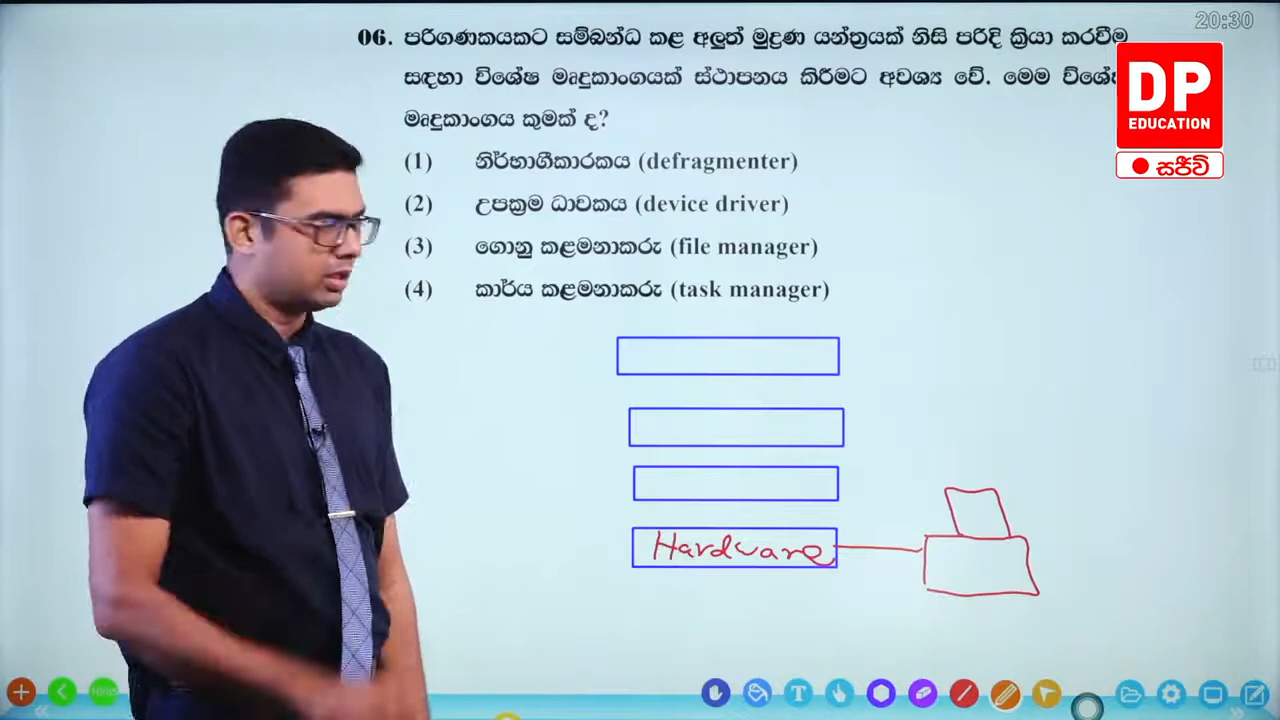 20:30
06. පරිගණකයකට සම්බන්ධ කළ අලුත් මුද්‍රණ යන්ත්‍රයක් නිසි පරිදි ක්‍රියා කරවීම
සඳහා විශේෂ මෘදුකාංගයක් ස්ථාපනය කිරීමට අවශ්‍ය වේ. මෙම
මෘදුකාංගය කුමක් ද?
DP
EDUCATION
සජීවි
(1) නිර්භාගීකාරකය (defragmenter)
(2) උපක්‍රම ධාවකය (device driver)
(3) ගොනු කළමනාකරු (file manager)
(4) කාර්ය කළමනාකරු (task manager)
Hardware